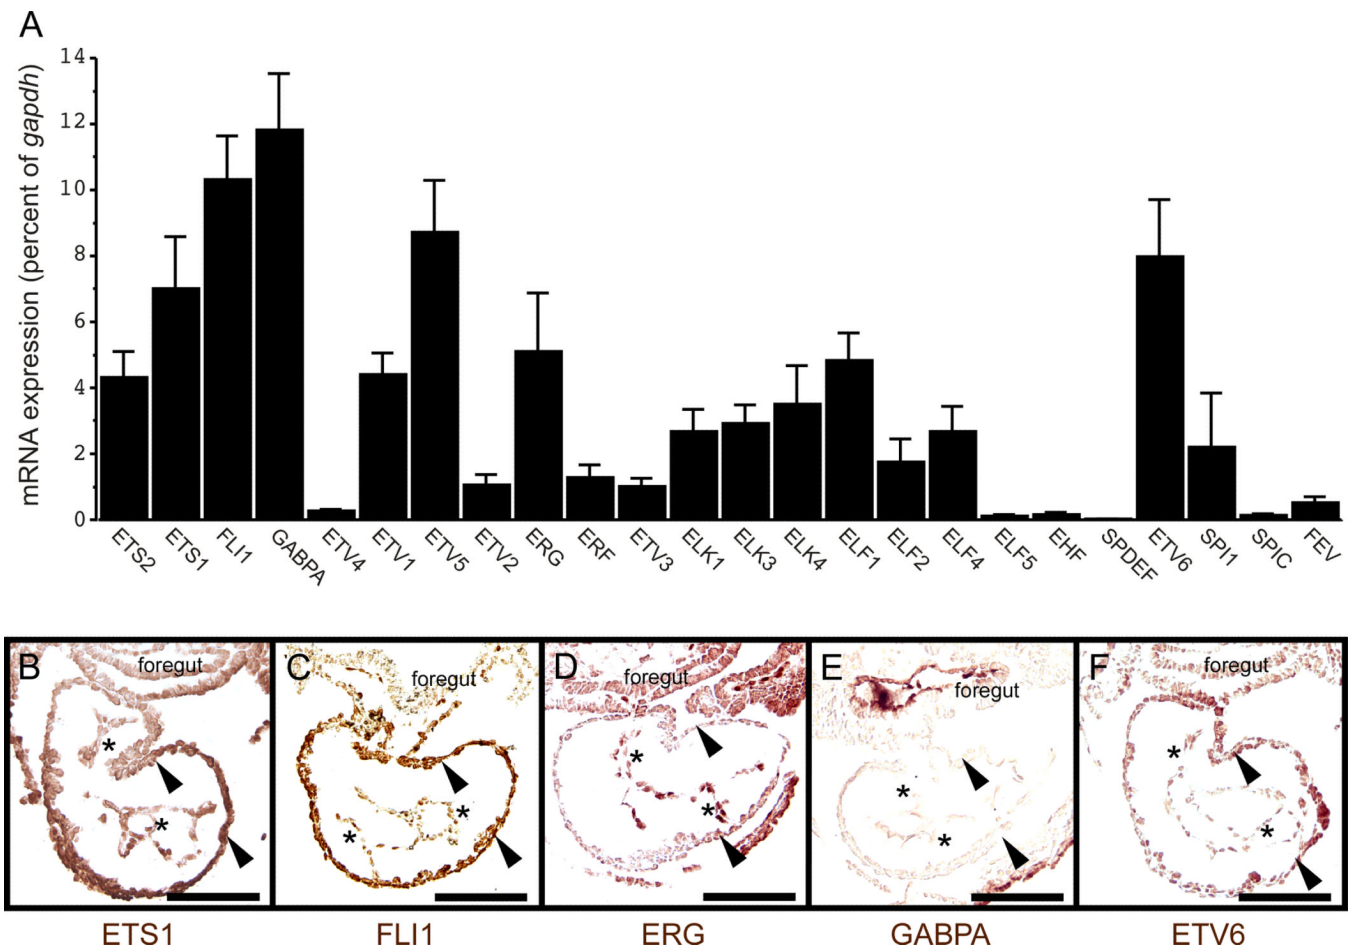 A
mRNA expression (percent of gapdh)
14
12
10
8
6
4
2
0
ETS2
ETS1
FLI1
GABPA
ETV4
ETV1
ETV5
ETV2
ERG
ERF
ETV3
ELK1
ELK3
ELK4
ELF1
ELF2
ELF4
ELF5
EHF
SPDEF
ETV6
SPI1
SPIC
FEV
B
foregut
*
*
C
foregut
*
*
D
foregut
*
*
E
foregut
*
*
F
foregut
*
*
ETS1
FLI1
ERG
GABPA
ETV6